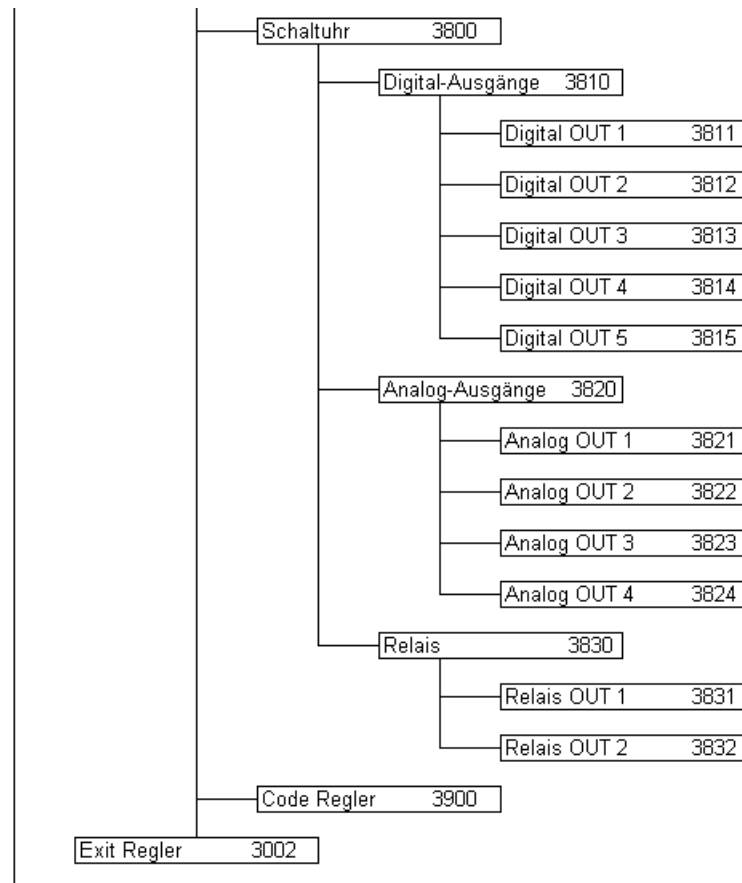 Schaltuhr 3800
Digital-Ausgänge 3810
Digital OUT 1 3811
Digital OUT 2 3812
Digital OUT 3 3813
Digital OUT 4 3814
Digital OUT 5 3815
Analog-Ausgänge 3820
Analog OUT 1 3821
Analog OUT 2 3822
Analog OUT 3 3823
Analog OUT 4 3824
Relais 3830
Relais OUT 1 3831
Relais OUT 2 3832
Code Regler 3900
Exit Regler 3002